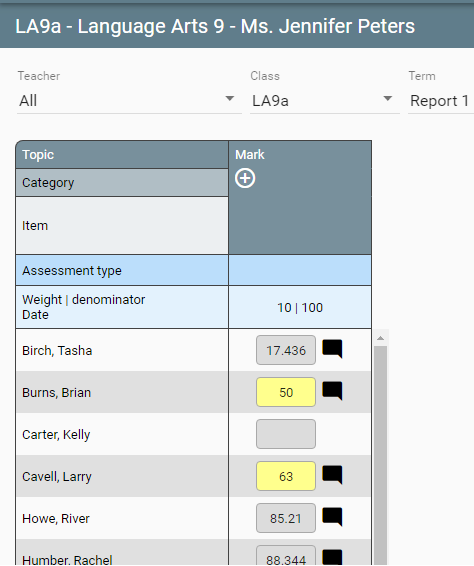 LA9a - Language Arts 9 - Ms. Jennifer Peters
Teacher Class Term
All LA9a Report 1
Topic Mark
Category
Item
Assessment type
Weight | denominator
Date
10 | 100
Birch, Tasha 17.436
Burns, Brian 50
Carter, Kelly
Cavell, Larry 63
Howe, River 85.21
Humber, Rachel 88.344